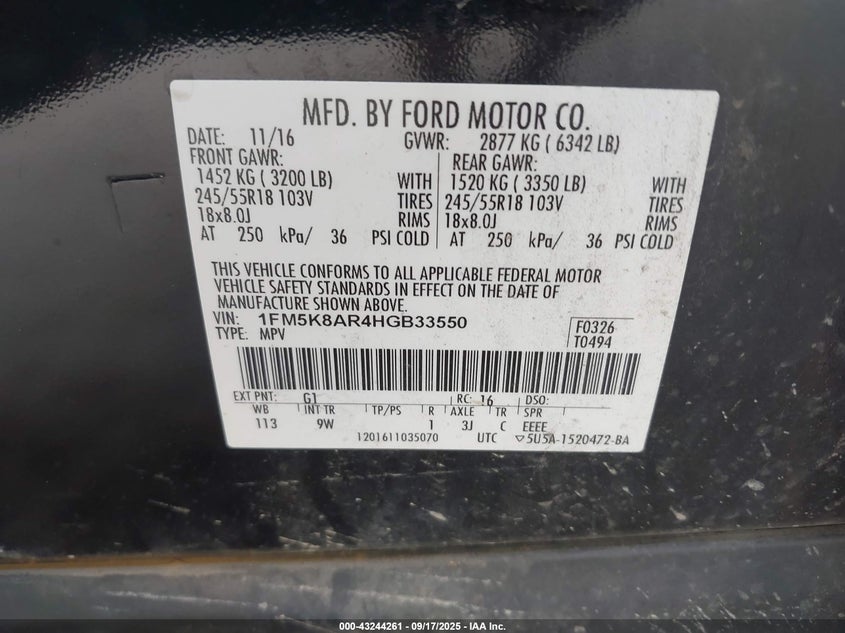 MFD. BY FORD MOTOR CO.
DATE: 11/16 GVWR: 2877 KG ( 6342 LB)
FRONT GAWR: REAR GAWR:
1452 KG ( 3200 LB) WITH 1520 KG ( 3350 LB) WITH
245/55R18 103V TIRES 245/55R18 103V TIRES
18x8.0J RIMS 18x8.0J RIMS
AT 250 kPa/ 36 PSI COLD AT 250 kPa/ 36 PSI COLD
THIS VEHICLE CONFORMS TO ALL APPLICABLE FEDERAL MOTOR
VEHICLE SAFETY STANDARDS IN EFFECT ON THE DATE OF
MANUFACTURE SHOWN ABOVE.
VIN: 1FM5K8AR4HGB33550 F0326
TYPE: MPV T0494
EXT PNT: G1 RC: 16 DSO:
WB INT TR TP/PS R AXLE TR SPR
113 9W 1 3J C EEEE
1201611035070 UTC ▽5U5A-1520472-BA
000-43244261 - 09/17/2025 - IAA Inc.